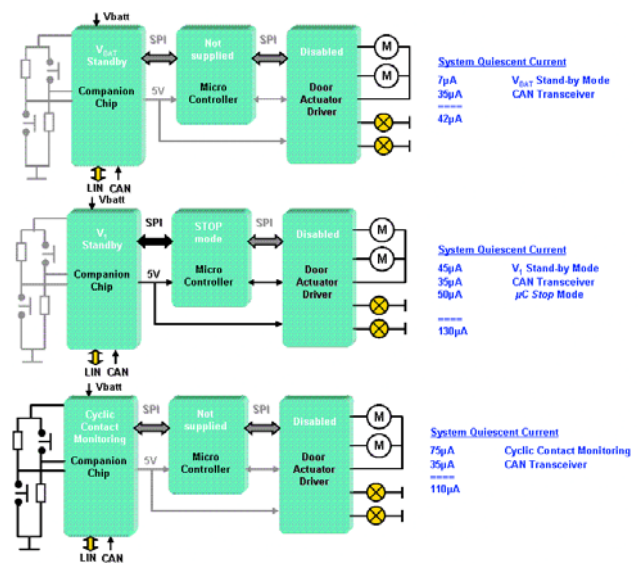 Vbatt
V_BAT
Standby
Companion
Chip
SPI
5V
Not
supplied
Micro
Controller
SPI
Disabled
Door
Actuator
Driver
M
M
LIN CAN
System Quiescent Current
7µA V_BAT Stand-by Mode
35µA CAN Transceiver
====
42µA
Vbatt
V₁
Standby
Companion
Chip
SPI
5V
STOP
mode
Micro
Controller
SPI
Disabled
Door
Actuator
Driver
M
M
LIN CAN
System Quiescent Current
45µA V₁ Stand-by Mode
35µA CAN Transceiver
50µA µC Stop Mode
====
130µA
Vbatt
Cyclic
Contact
Monitoring
Companion
Chip
SPI
5V
Not
supplied
Micro
Controller
SPI
Disabled
Door
Actuator
Driver
M
M
LIN CAN
System Quiescent Current
75µA Cyclic Contact Monitoring
35µA CAN Transceiver
====
110µA